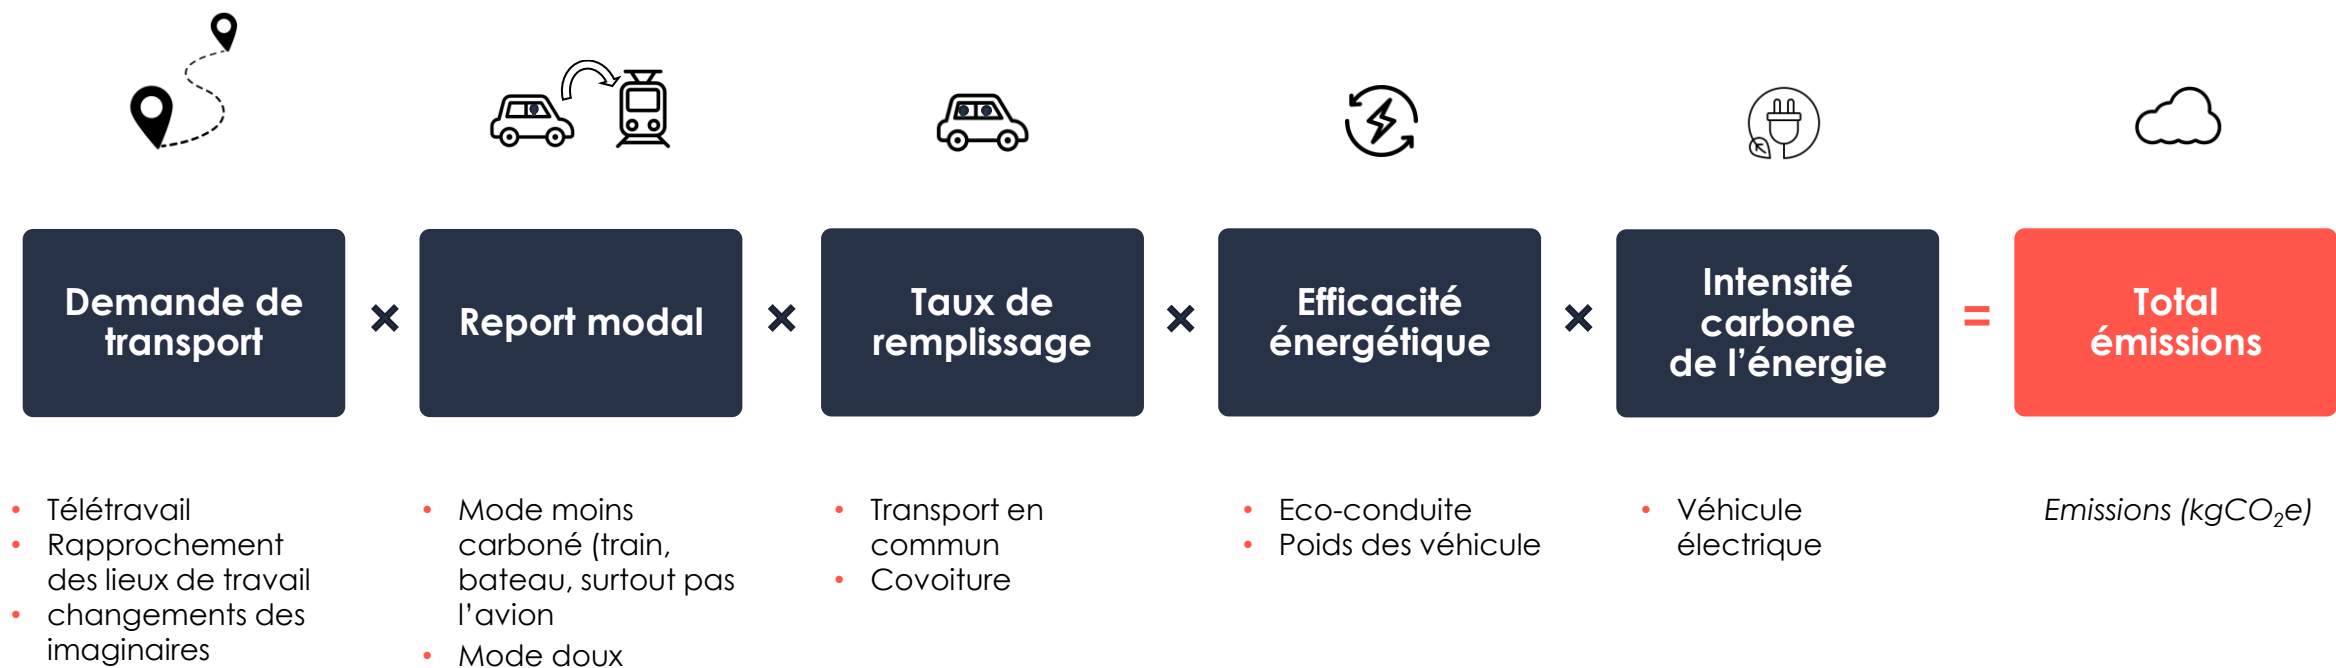 Demande de
transport
×
Report modal
×
Taux de
remplissage
×
Efficacité
énergétique
×
Intensité
carbone
de l'énergie
=
Total
émissions
• Télétravail
• Rapprochement
des lieux de travail
• changements des
imaginaires
• Mode moins
carboné (train,
bateau, surtout pas
l'avion
• Mode doux
• Transport en
commun
• Covoiture
• Eco-conduite
• Poids des véhicule
• Véhicule
électrique
Emissions (kgCO₂e)